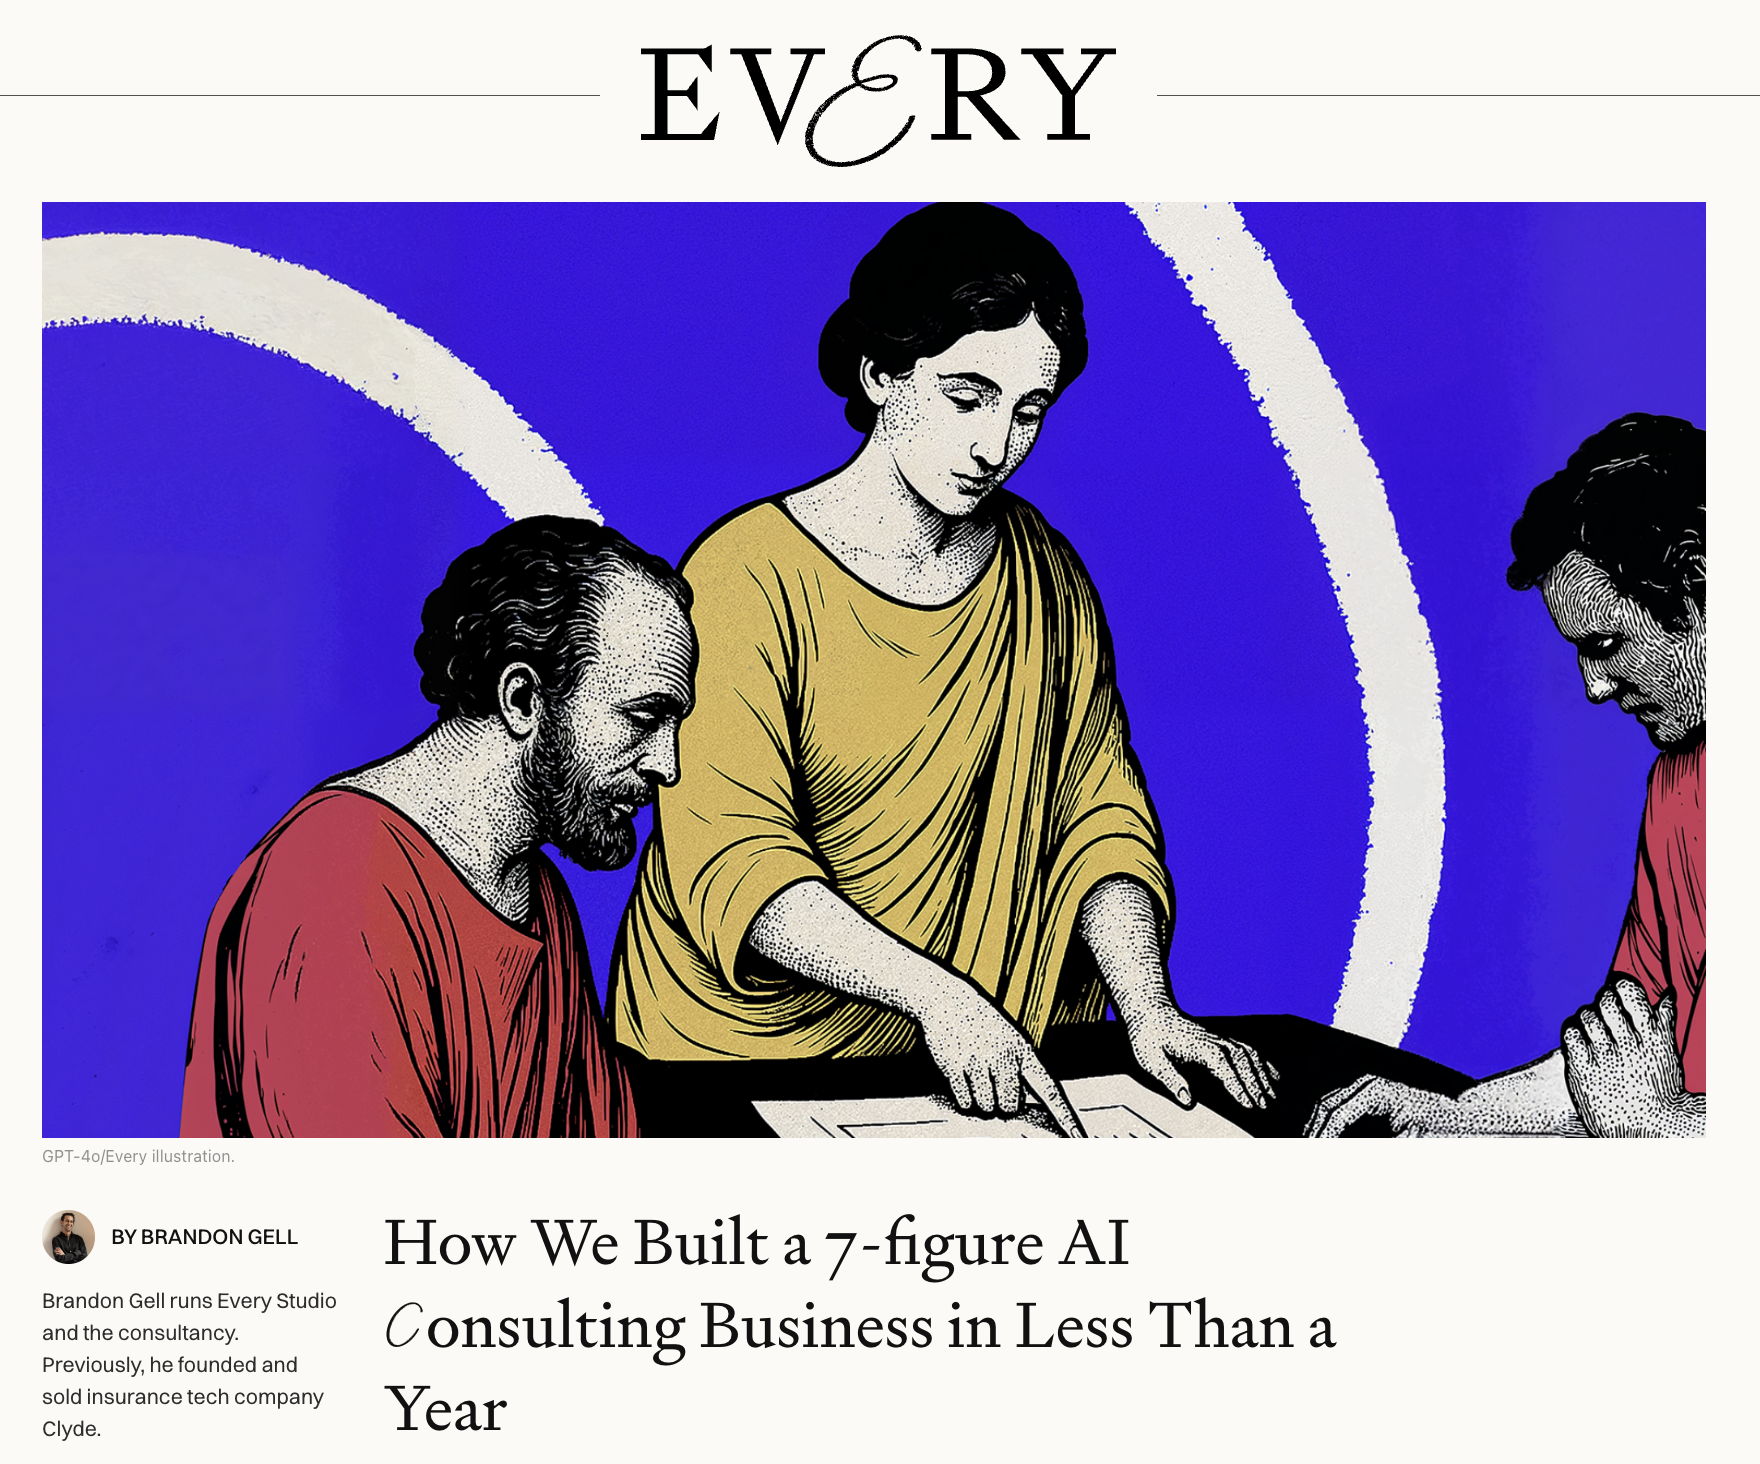 EVERY
GPT-4o/Every illustration.
BY BRANDON GELL
Brandon Gell runs Every Studio
and the consultancy.
Previously, he founded and
sold insurance tech company
Clyde.
How We Built a 7-figure AI
Consulting Business in Less Than a
Year